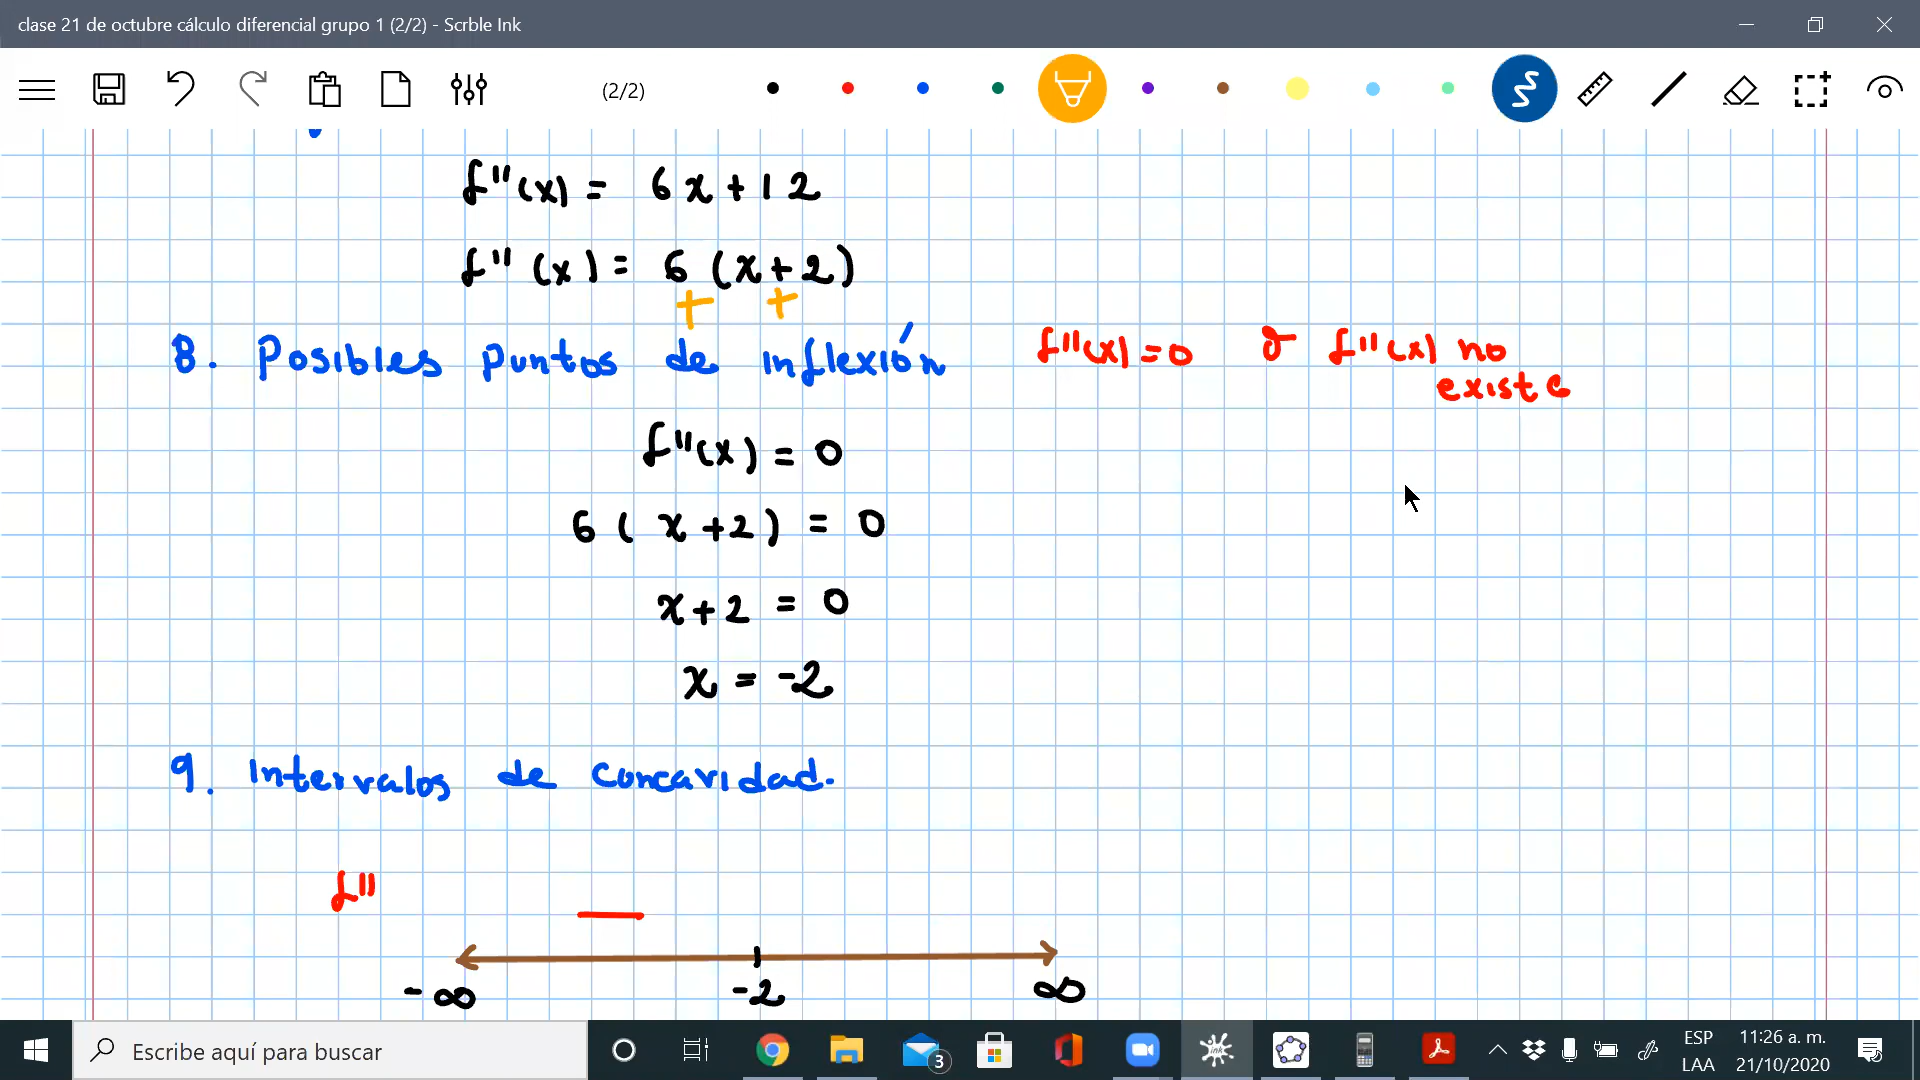 clase 21 de octubre cálculo diferencial grupo 1 (2/2) - Scrble Ink
(2/2)
f''(x) = 6x+12
f''(x) = 6 (x+2)
+ +
8. Posibles puntos de inflexión f''(x)=0 ó f''(x) no
existe
f''(x) = 0
6 ( x+2 ) = 0
x+2 = 0
x = -2
9. Intervalos de concavidad.
f'' —
-∞ -2 ∞
Escribe aquí para buscar
3
ESP 11:26 a. m.
LAA 21/10/2020